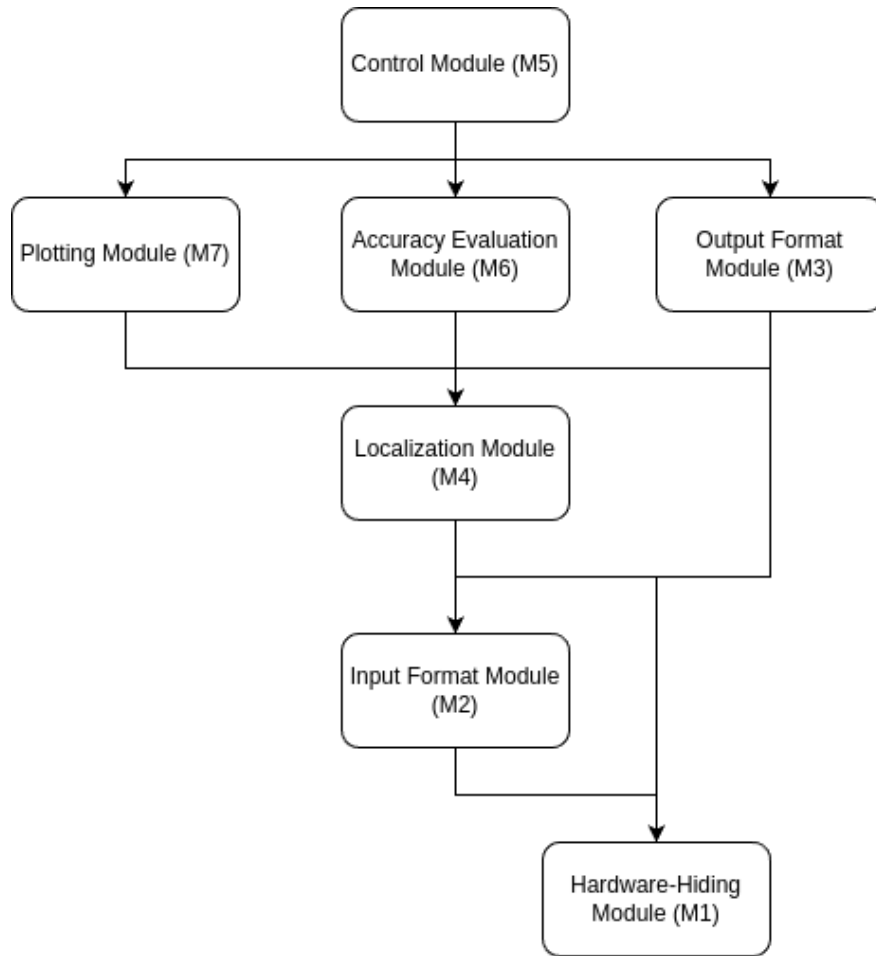 Control Module (M5)
Plotting Module (M7)
Accuracy Evaluation
Module (M6)
Output Format
Module (M3)
Localization Module
(M4)
Input Format Module
(M2)
Hardware-Hiding
Module (M1)